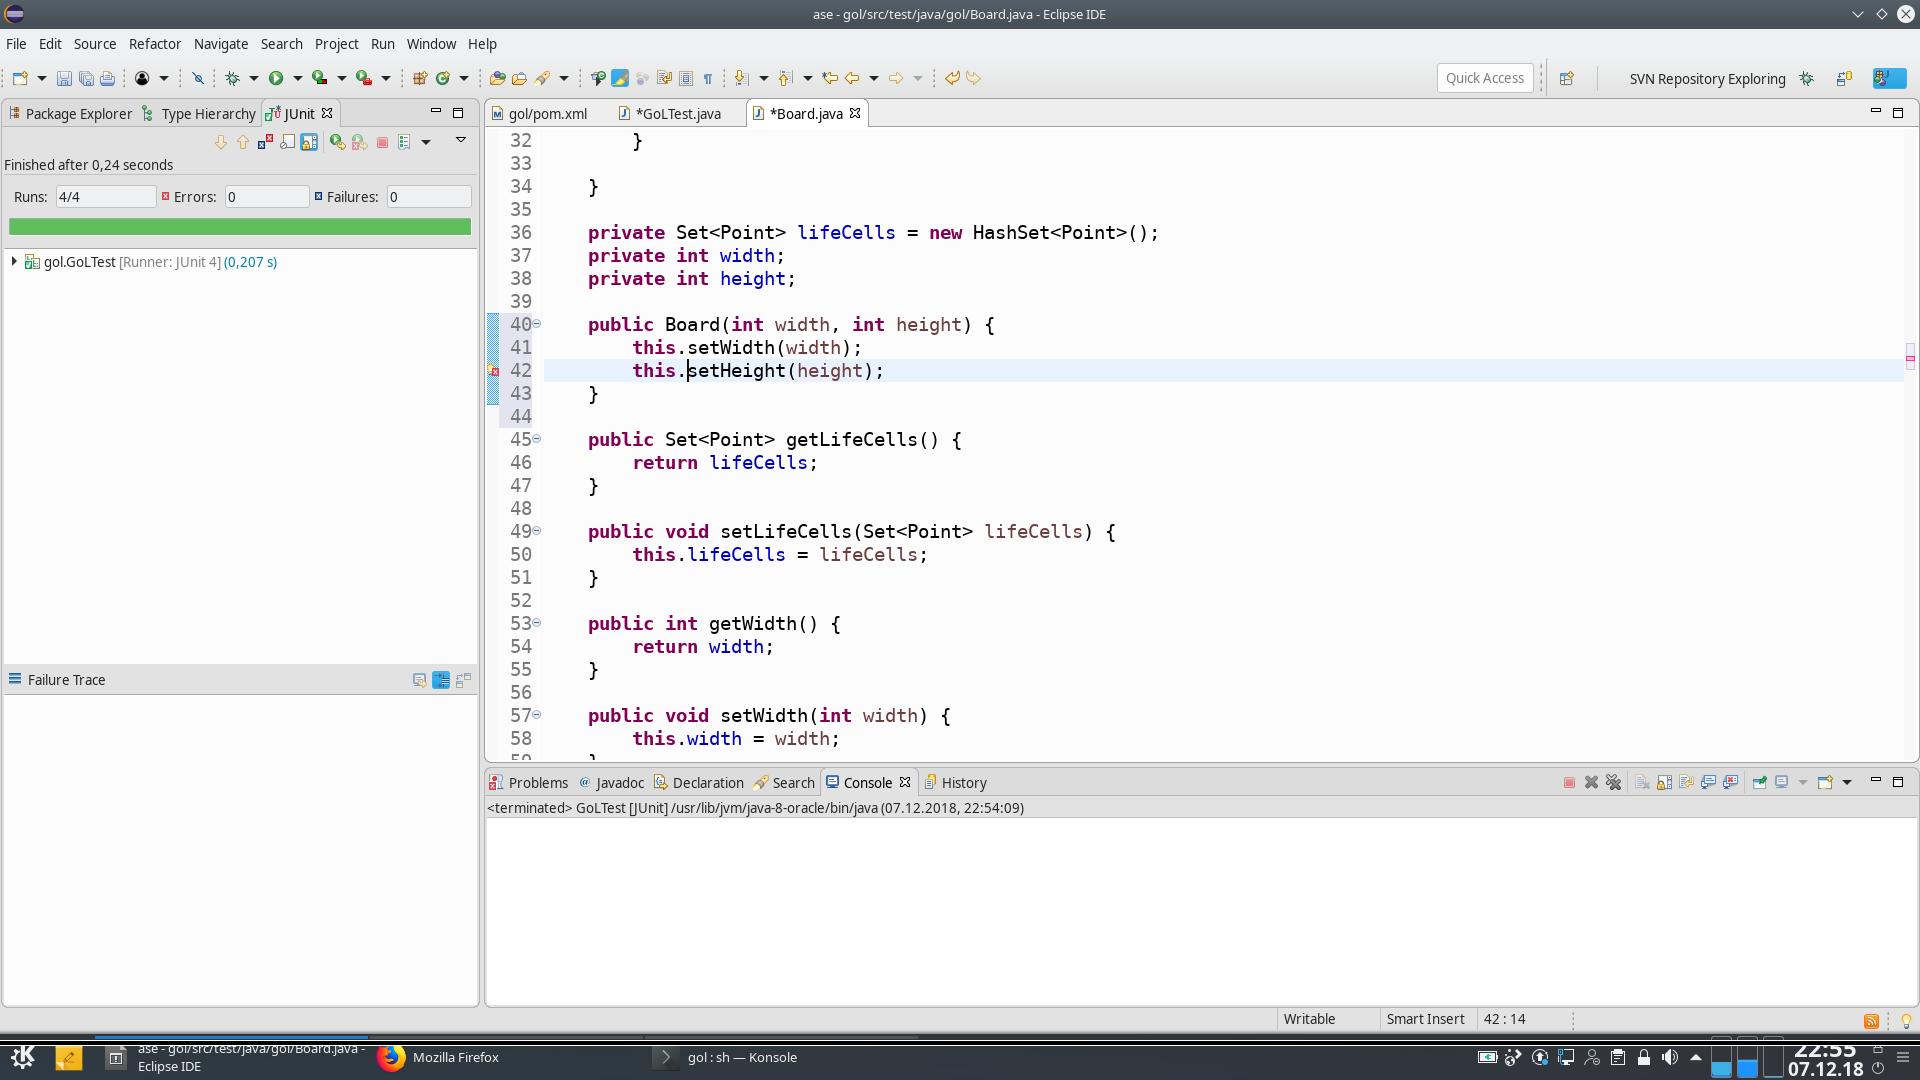 ase - gol/src/test/java/gol/Board.java - Eclipse IDE
File Edit Source Refactor Navigate Search Project Run Window Help
Quick Access
SVN Repository Exploring
Package Explorer Type Hierarchy JUnit
gol/pom.xml *GoLTest.java *Board.java
Finished after 0,24 seconds
Runs: 4/4 Errors: 0 Failures: 0
gol.GoLTest [Runner: JUnit 4] (0,207 s)
Failure Trace
32 }
33
34 }
35
36 private Set<Point> lifeCells = new HashSet<Point>();
37 private int width;
38 private int height;
39
40 public Board(int width, int height) {
41 this.setWidth(width);
42 this.setHeight(height);
43 }
44
45 public Set<Point> getLifeCells() {
46 return lifeCells;
47 }
48
49 public void setLifeCells(Set<Point> lifeCells) {
50 this.lifeCells = lifeCells;
51 }
52
53 public int getWidth() {
54 return width;
55 }
56
57 public void setWidth(int width) {
58 this.width = width;
59 }
Problems Javadoc Declaration Search Console History
<terminated> GoLTest [JUnit] /usr/lib/jvm/java-8-oracle/bin/java (07.12.2018, 22:54:09)
Writable Smart Insert 42 : 14
ase - gol/src/test/java/gol/Board.java - Eclipse IDE
Mozilla Firefox
gol : sh — Konsole
22:55
07.12.18